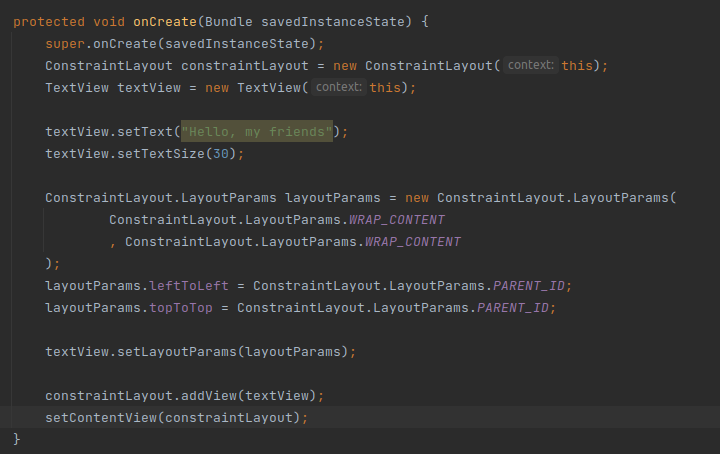 protected void onCreate(Bundle savedInstanceState) {
super.onCreate(savedInstanceState);
ConstraintLayout constraintLayout = new ConstraintLayout( context: this);
TextView textView = new TextView( context: this);
textView.setText("Hello, my friends");
textView.setTextSize(30);
ConstraintLayout.LayoutParams layoutParams = new ConstraintLayout.LayoutParams(
ConstraintLayout.LayoutParams.WRAP_CONTENT
, ConstraintLayout.LayoutParams.WRAP_CONTENT
);
layoutParams.leftToLeft = ConstraintLayout.LayoutParams.PARENT_ID;
layoutParams.topToTop = ConstraintLayout.LayoutParams.PARENT_ID;
textView.setLayoutParams(layoutParams);
constraintLayout.addView(textView);
setContentView(constraintLayout);
}